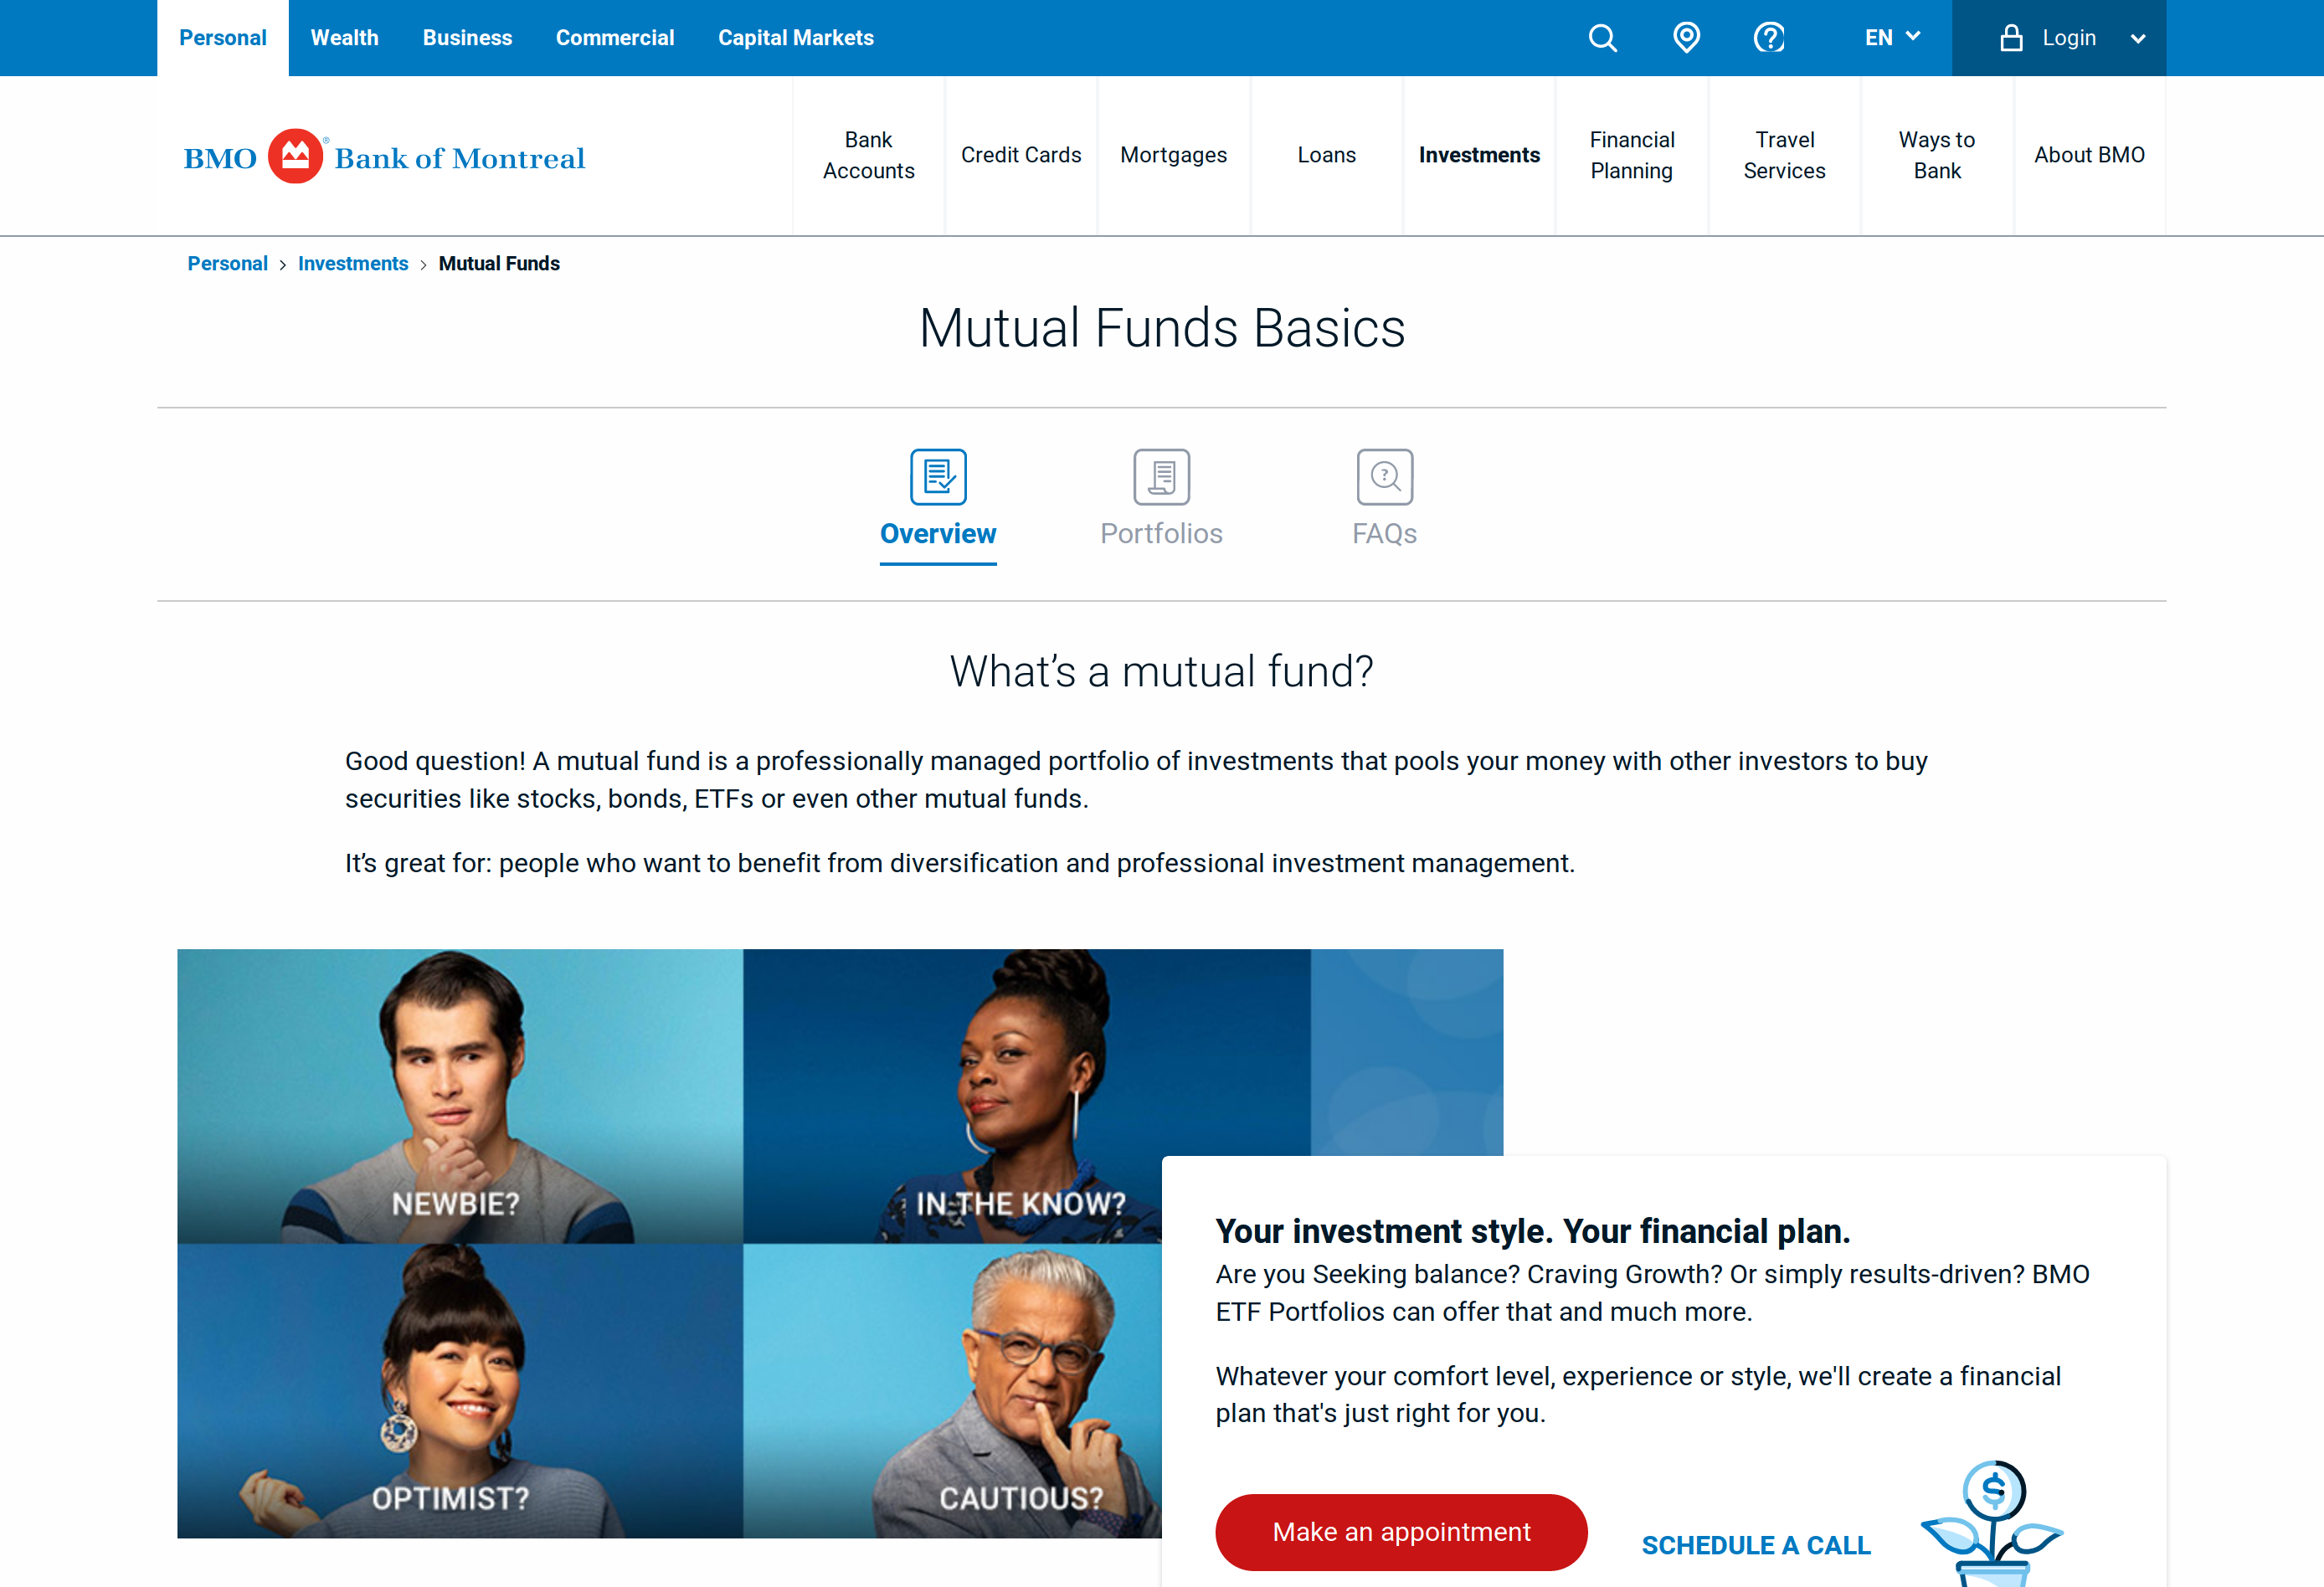 Personal
Wealth
Business
Commercial
Capital Markets
EN
Login
BMO Bank of Montreal
Bank
Accounts
Credit Cards
Mortgages
Loans
Investments
Financial
Planning
Travel
Services
Ways to
Bank
About BMO
Personal > Investments > Mutual Funds
Mutual Funds Basics
Overview
Portfolios
FAQs
What’s a mutual fund?
Good question! A mutual fund is a professionally managed portfolio of investments that pools your money with other investors to buy
securities like stocks, bonds, ETFs or even other mutual funds.
It’s great for: people who want to benefit from diversification and professional investment management.
NEWBIE?
IN THE KNOW?
OPTIMIST?
CAUTIOUS?
Your investment style. Your financial plan.
Are you Seeking balance? Craving Growth? Or simply results-driven? BMO
ETF Portfolios can offer that and much more.
Whatever your comfort level, experience or style, we'll create a financial
plan that's just right for you.
Make an appointment
SCHEDULE A CALL